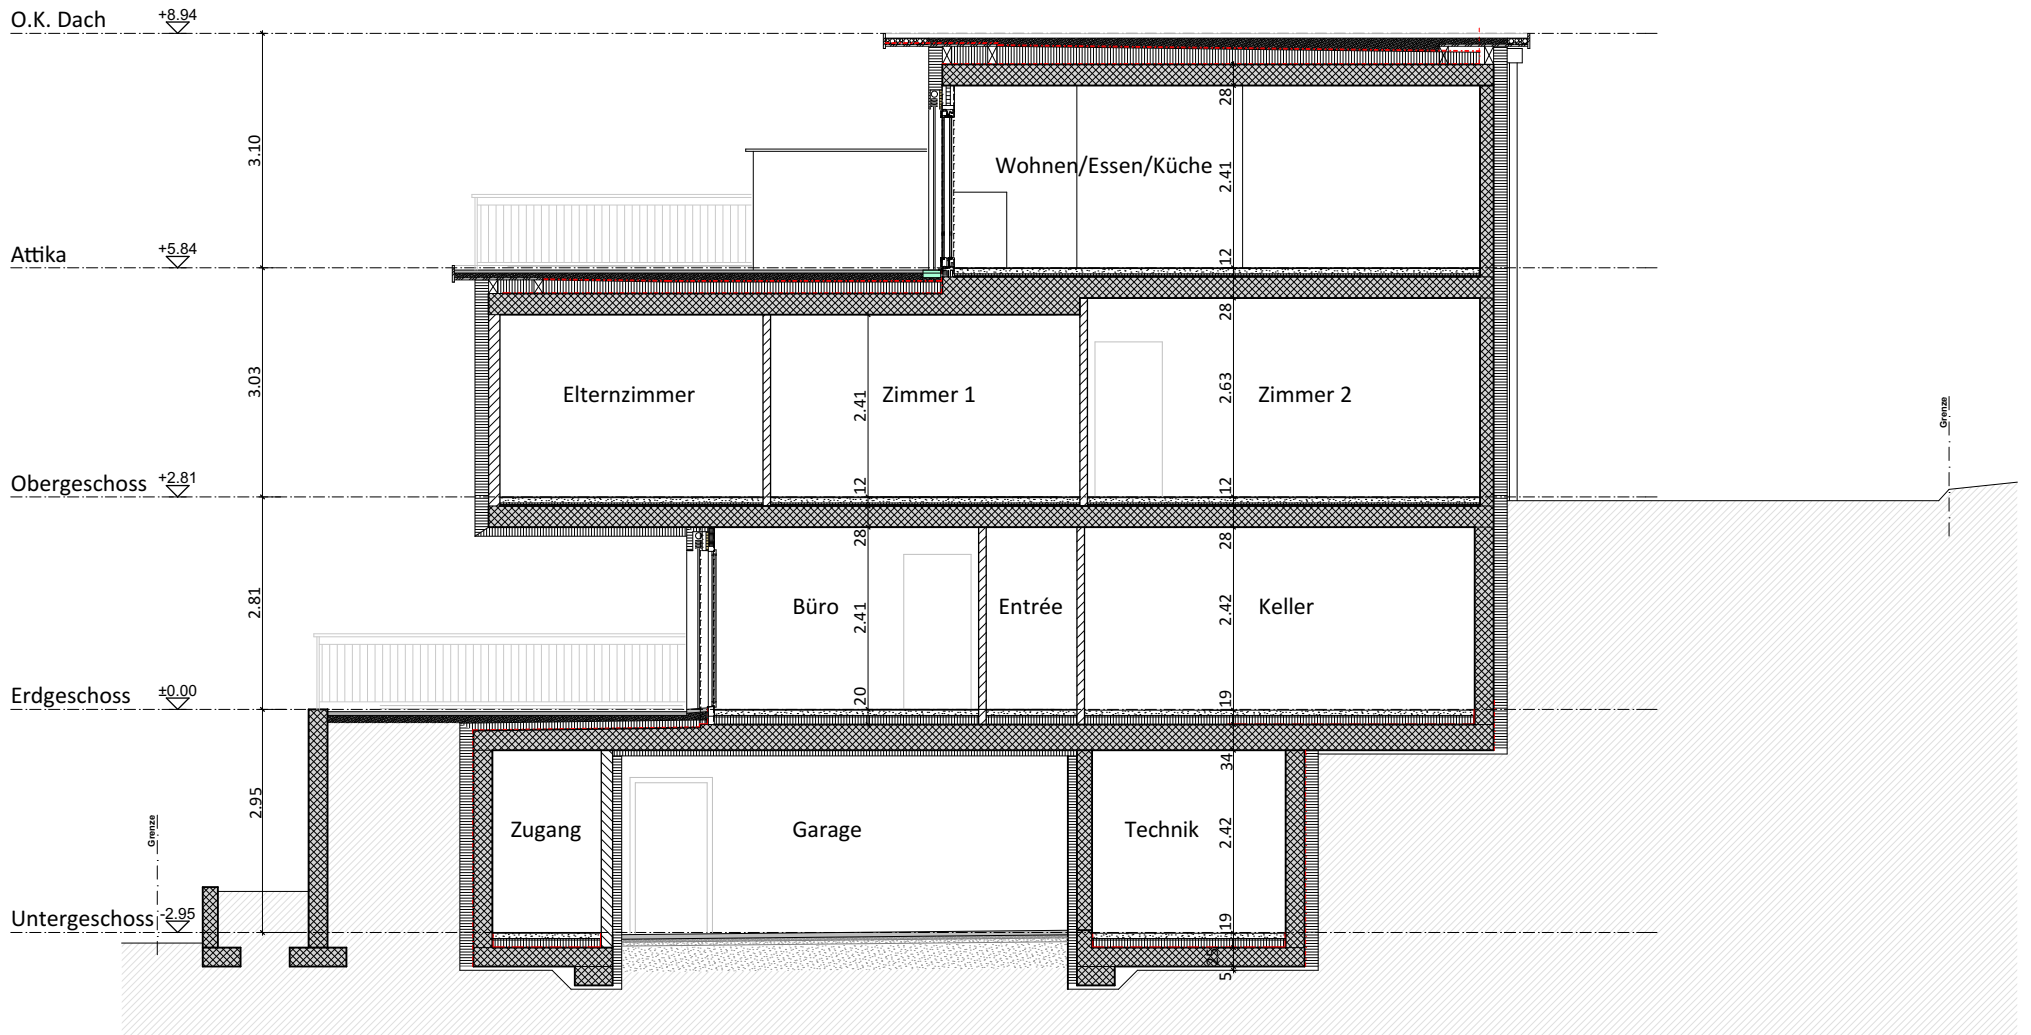 O.K. Dach +8.94
3.10
28
Wohnen/Essen/Küche
2.41
12
Attika +5.84
3.03
28
Elternzimmer
2.41
Zimmer 1
2.63
Zimmer 2
Grenze
12
12
Obergeschoss +2.81
2.81
28
28
Büro
2.41
Entrée
2.42
Keller
20
19
Erdgeschoss ±0.00
2.95
34
Grenze
Zugang
Garage
Technik
2.42
Untergeschoss -2.95
19
25
5